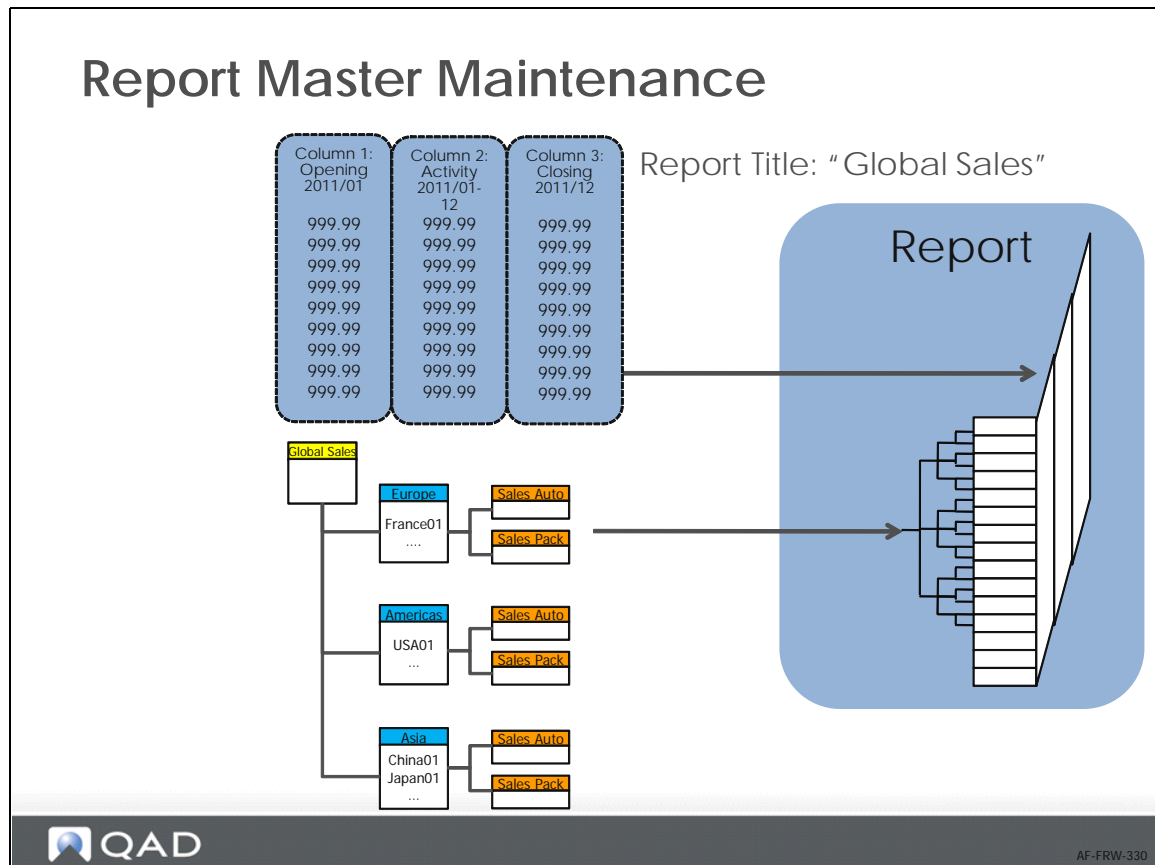 Report Master Maintenance
Column 1:
Opening
2011/01
999.99
999.99
999.99
999.99
999.99
999.99
999.99
999.99
999.99
Column 2:
Activity
2011/01-
12
999.99
999.99
999.99
999.99
999.99
999.99
999.99
999.99
999.99
Column 3:
Closing
2011/12
999.99
999.99
999.99
999.99
999.99
999.99
999.99
999.99
999.99
Report Title: “Global Sales”
Report
Global Sales
Europe
France01
....
Sales Auto
Sales Pack
Americas
USA01
...
Sales Auto
Sales Pack
Asia
China01
Japan01
...
Sales Auto
Sales Pack
QAD
AF-FRW-330